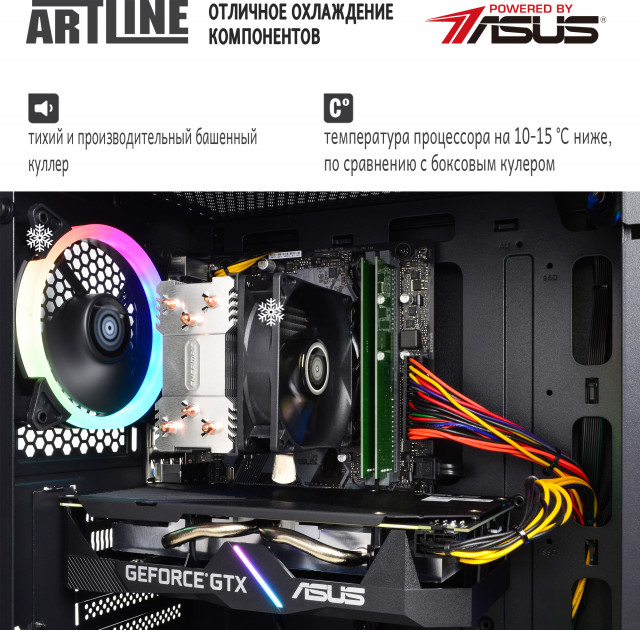 ARTLINE
ОТЛИЧНОЕ ОХЛАЖДЕНИЕ
КОМПОНЕНТОВ
POWERED BY
ASUS®
тихий и производительный башенный
куллер
C°
температура процессора на 10-15 °C ниже,
по сравнению с боксовым кулером
GEFORCE® GTX
ASUS